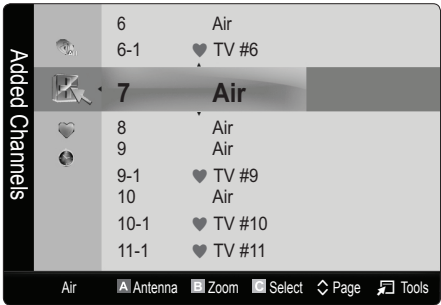 Added Channels
6 Air
6-1 ♥ TV #6
7 Air
8 Air
9 Air
9-1 ♥ TV #9
10 Air
10-1 ♥ TV #10
11-1 ♥ TV #11
Air A Antenna B Zoom C Select Page Tools